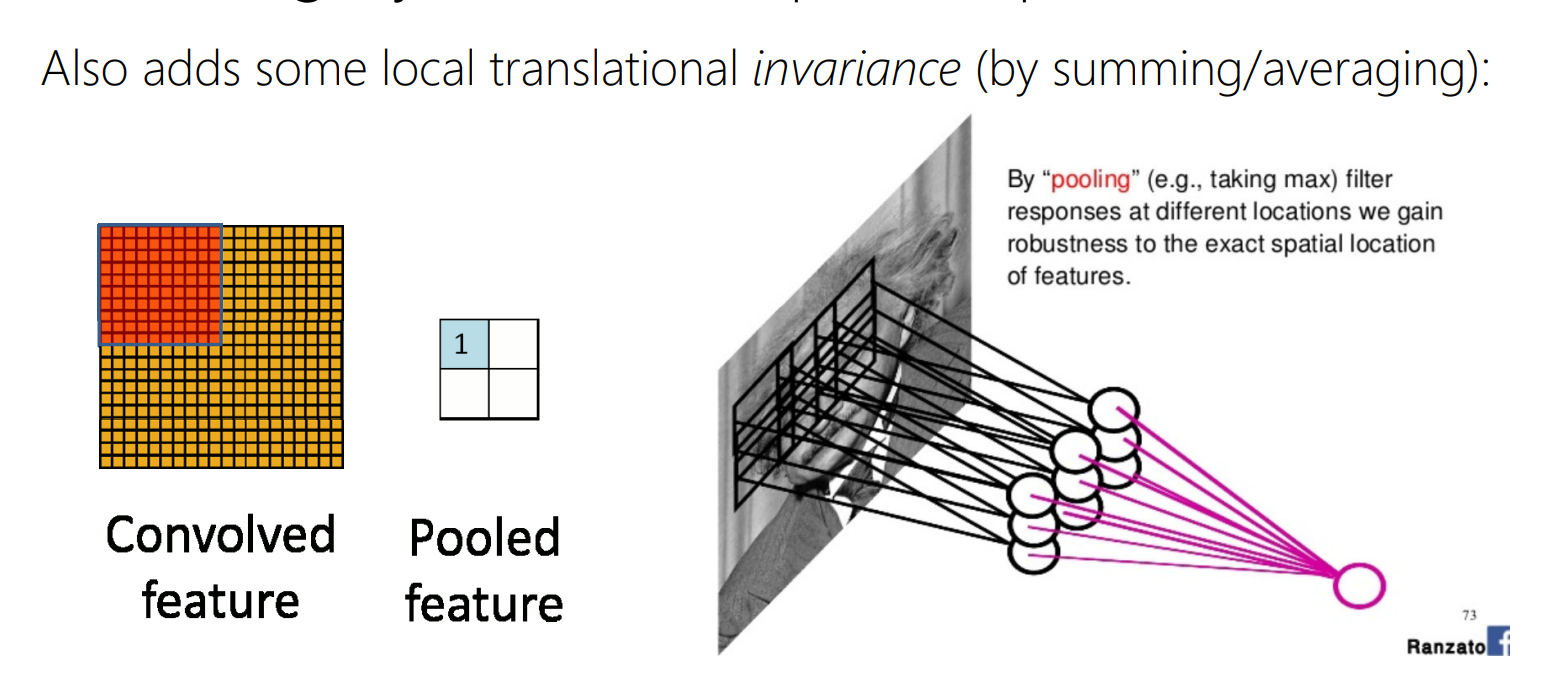 Also adds some local translational invariance (by summing/averaging):
By “pooling” (e.g., taking max) filter
responses at different locations we gain
robustness to the exact spatial location
of features.
1
Convolved
feature
Pooled
feature
73
Ranzato f